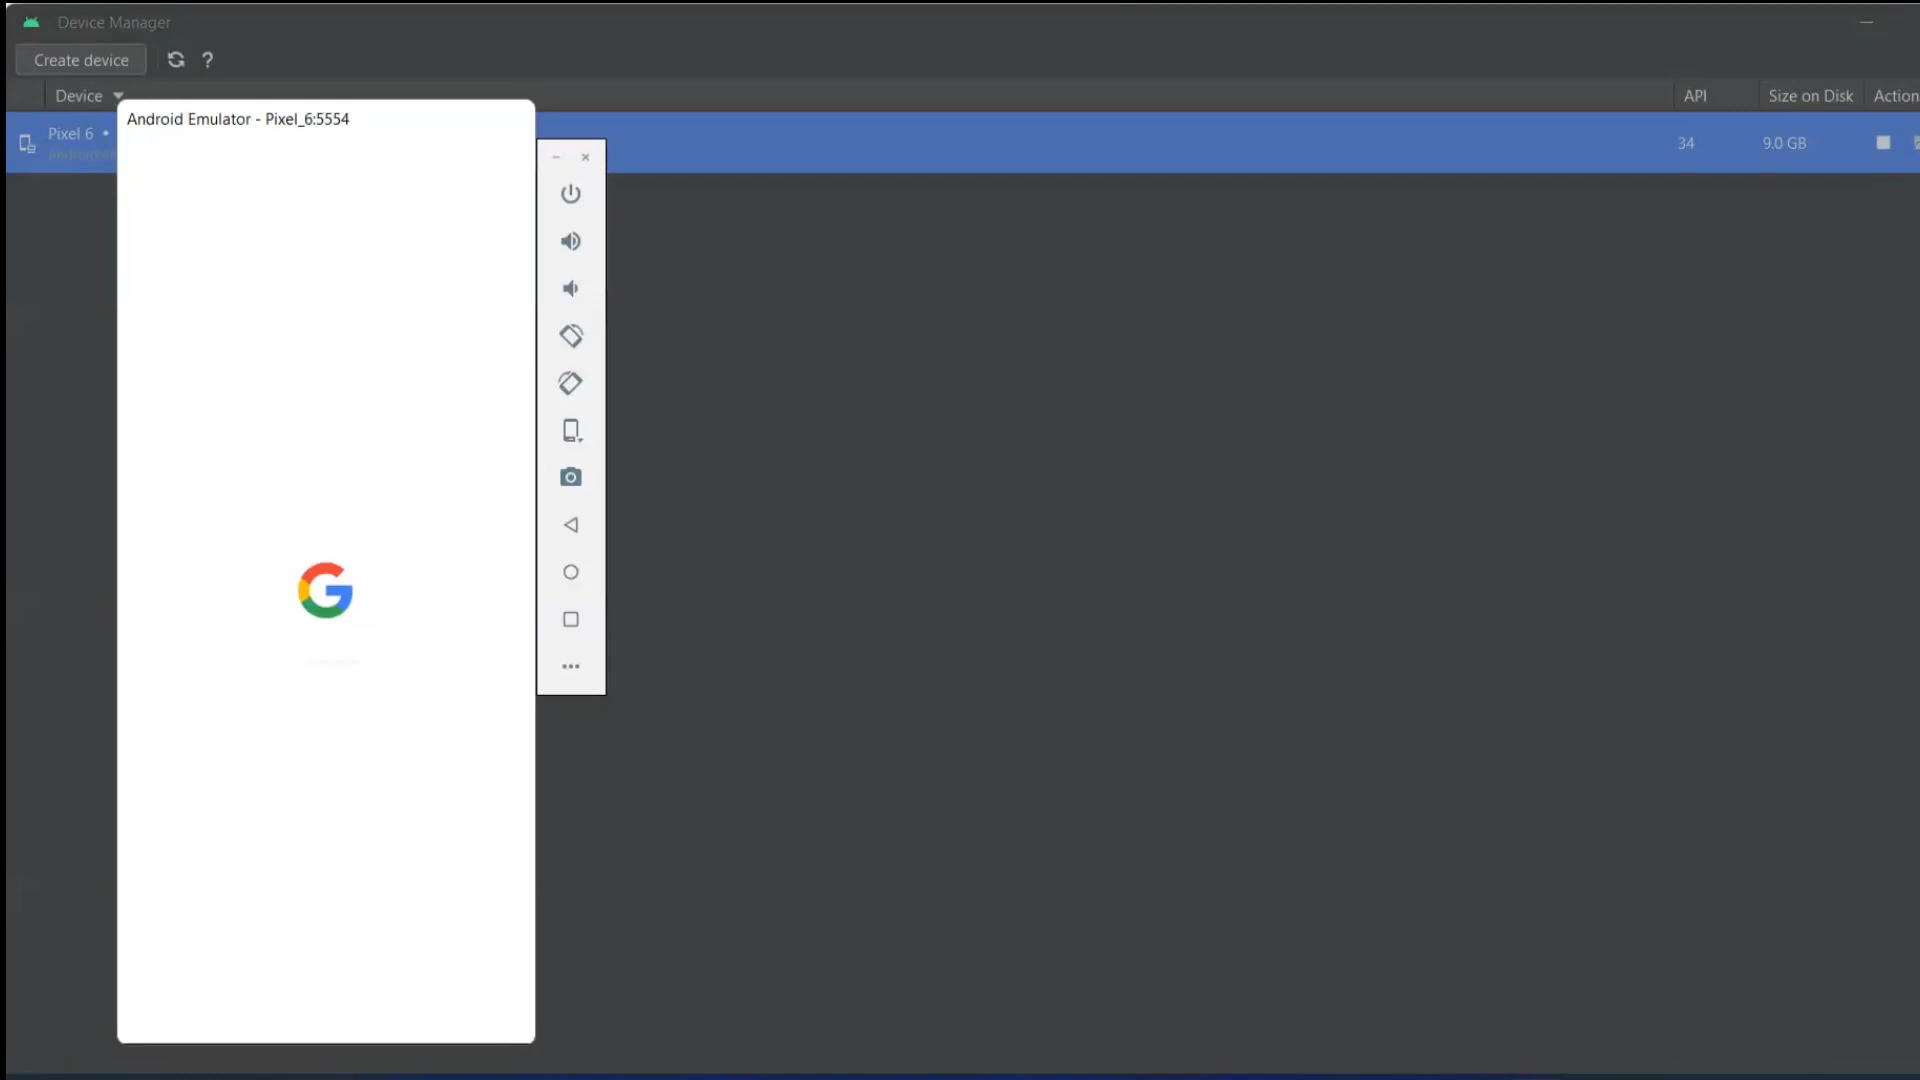 Device Manager
Create device ?
Device API Size on Disk Action
Android Emulator - Pixel_6:5554
Pixel 6 • 34 9.0 GB
Android